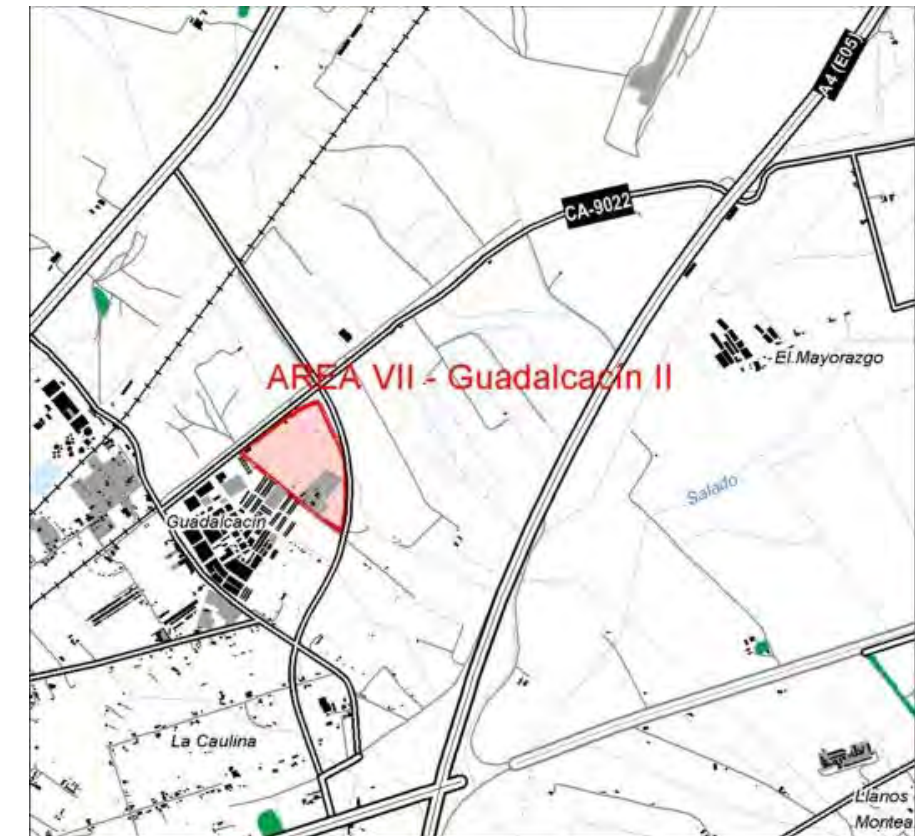 A4 (E05)
CA-9022
El Mayorazgo
AREA VII - Guadalcacín II
Salado
Guadalcacín
La Caulina
Llanos
Montea